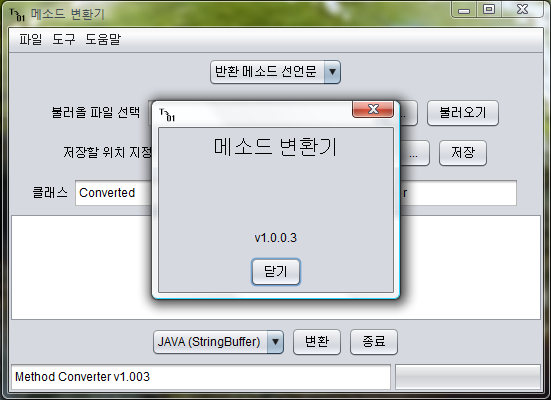 메소드 변환기
파일 도구 도움말
반환 메소드 선언문
불러올 파일 선택 ... 불러오기
저장할 위치 지정 ... 저장
클래스 Converted r
메소드 변환기
v1.0.0.3
닫기
JAVA (StringBuffer) 변환 종료
Method Converter v1.003